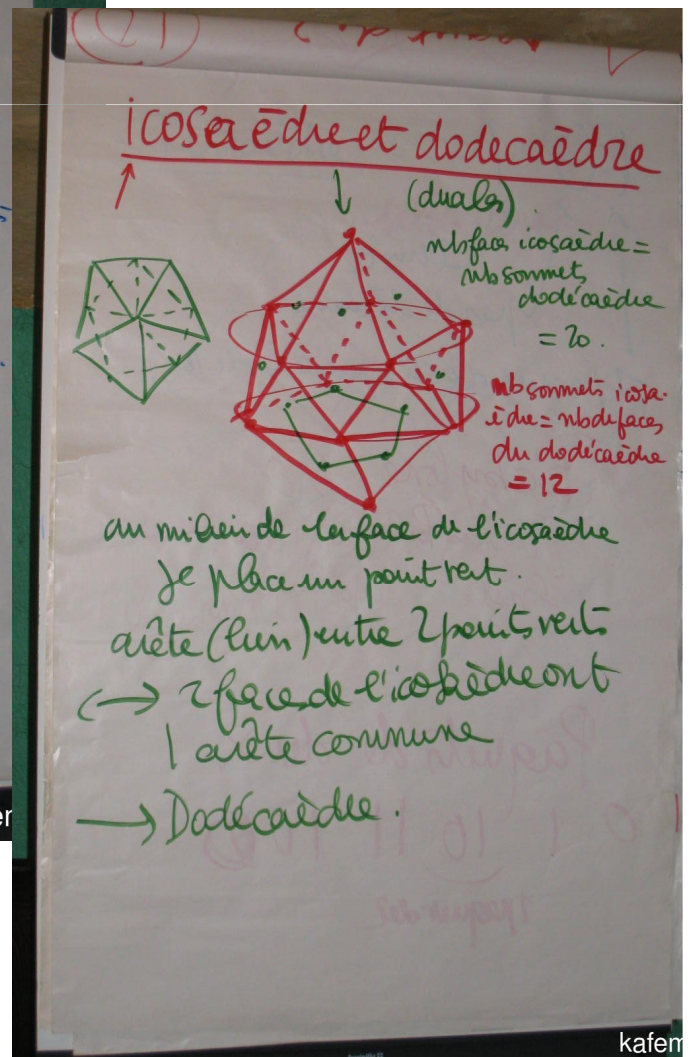 icosaèdre et dodecaèdre
(duales).
nb faces icosaèdre =
nb sommets
dodécaèdre
= 20.
nb sommets icosa-
èdre = nb de faces
du dodécaèdre
= 12
au milieu de la face de l'icosaèdre
je place un point vert.
arête (lien) entre 2 points verts
2 faces de l'icosaèdre ont
1 arête commune
Dodécaèdre.
kafem